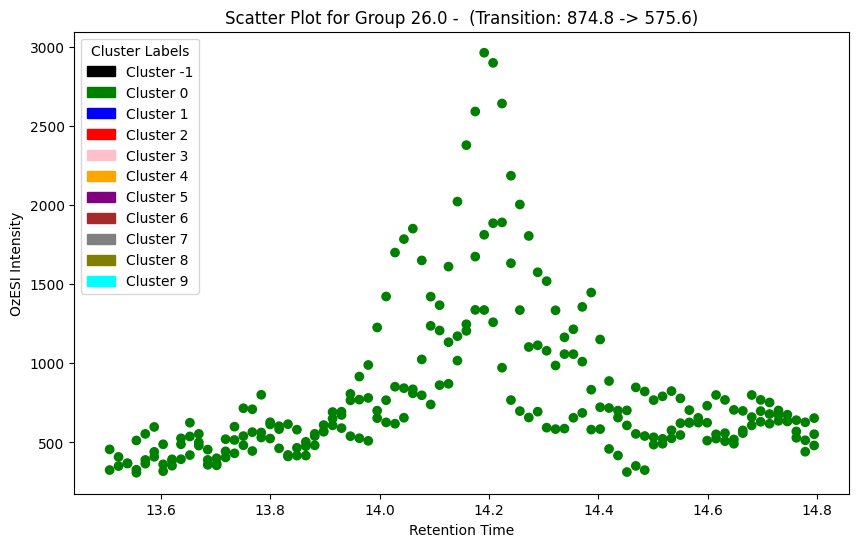 Scatter Plot for Group 26.0 -  (Transition: 874.8 -> 575.6)
Cluster Labels
Cluster -1
Cluster 0
Cluster 1
Cluster 2
Cluster 3
Cluster 4
Cluster 5
Cluster 6
Cluster 7
Cluster 8
Cluster 9
OzESI Intensity
3000
2500
2000
1500
1000
500
13.6 13.8 14.0 14.2 14.4 14.6 14.8
Retention Time